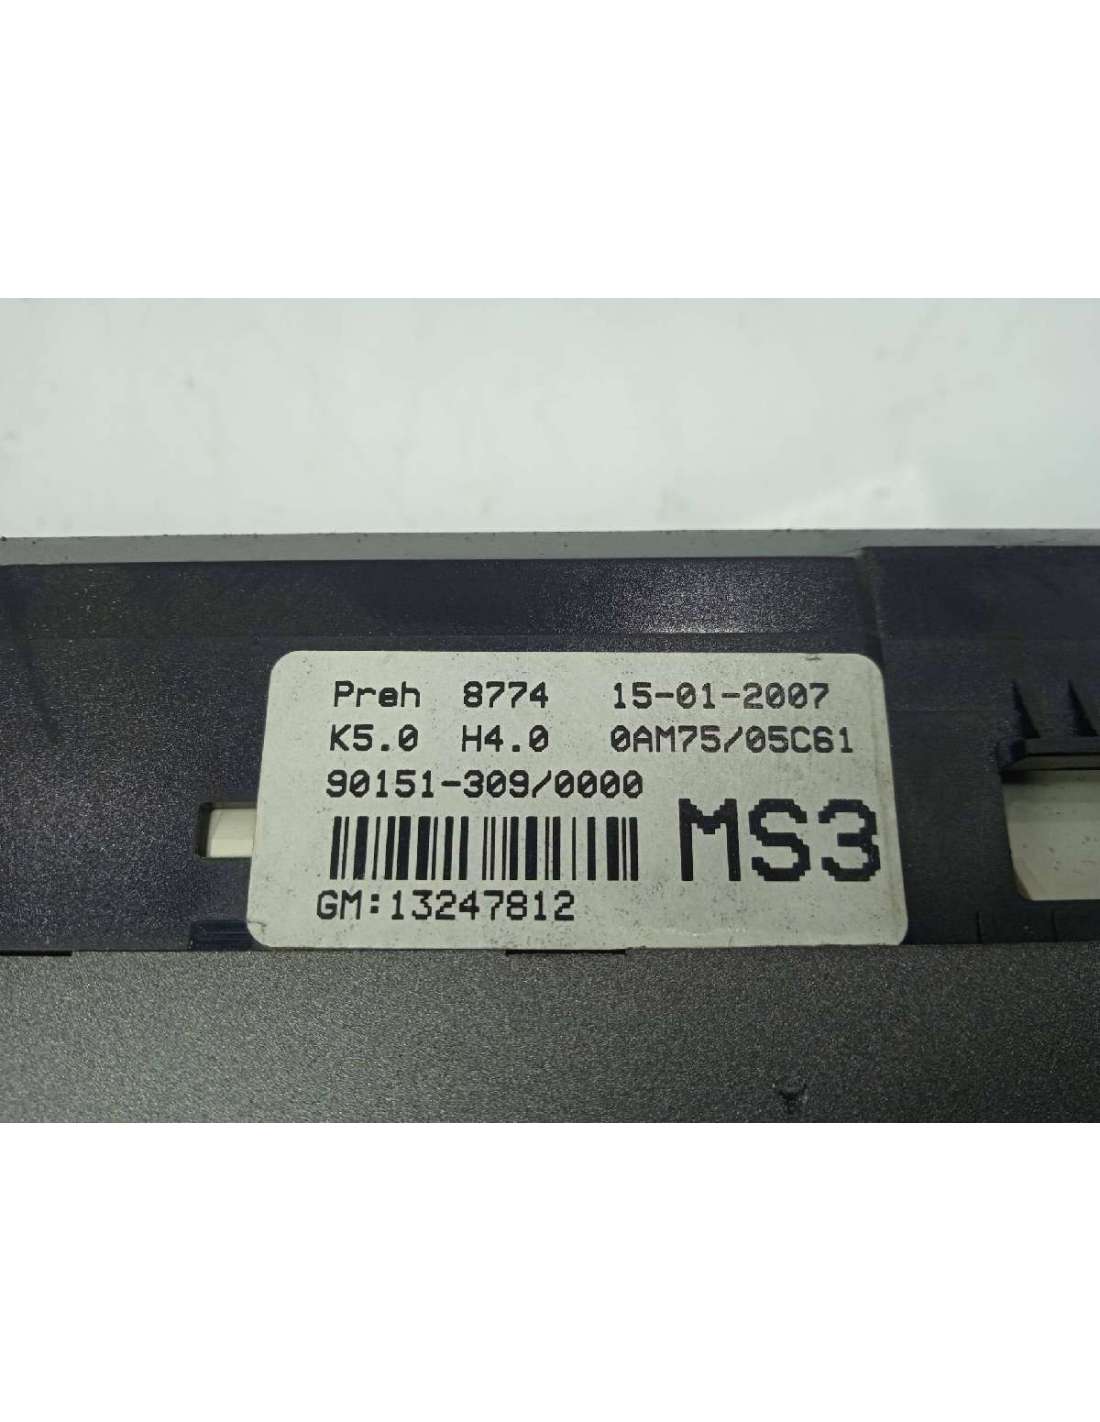 Preh 8774 15-01-2007
K5.0 H4.0 0AM75/05C61
90151-309/0000
MS3
GM:13247812